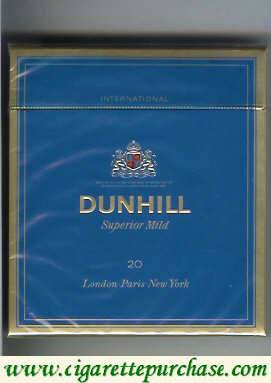 INTERNATIONAL
DUNHILL
Superior Mild
20
London-Paris-New York
www.cigarettepurchase.com